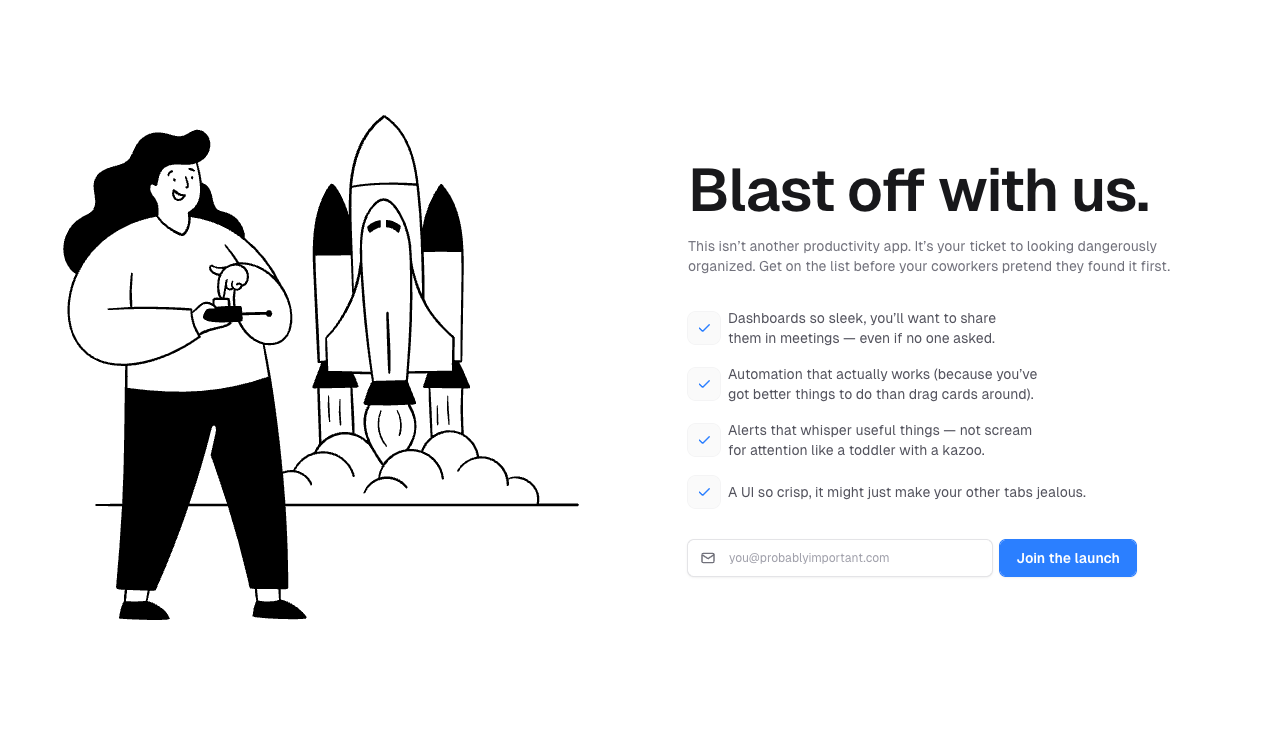 Blast off with us.
This isn’t another productivity app. It’s your ticket to looking dangerously
organized. Get on the list before your coworkers pretend they found it first.
Dashboards so sleek, you’ll want to share
them in meetings — even if no one asked.
Automation that actually works (because you’ve
got better things to do than drag cards around).
Alerts that whisper useful things — not scream
for attention like a toddler with a kazoo.
A UI so crisp, it might just make your other tabs jealous.
you@probablyimportant.com
Join the launch